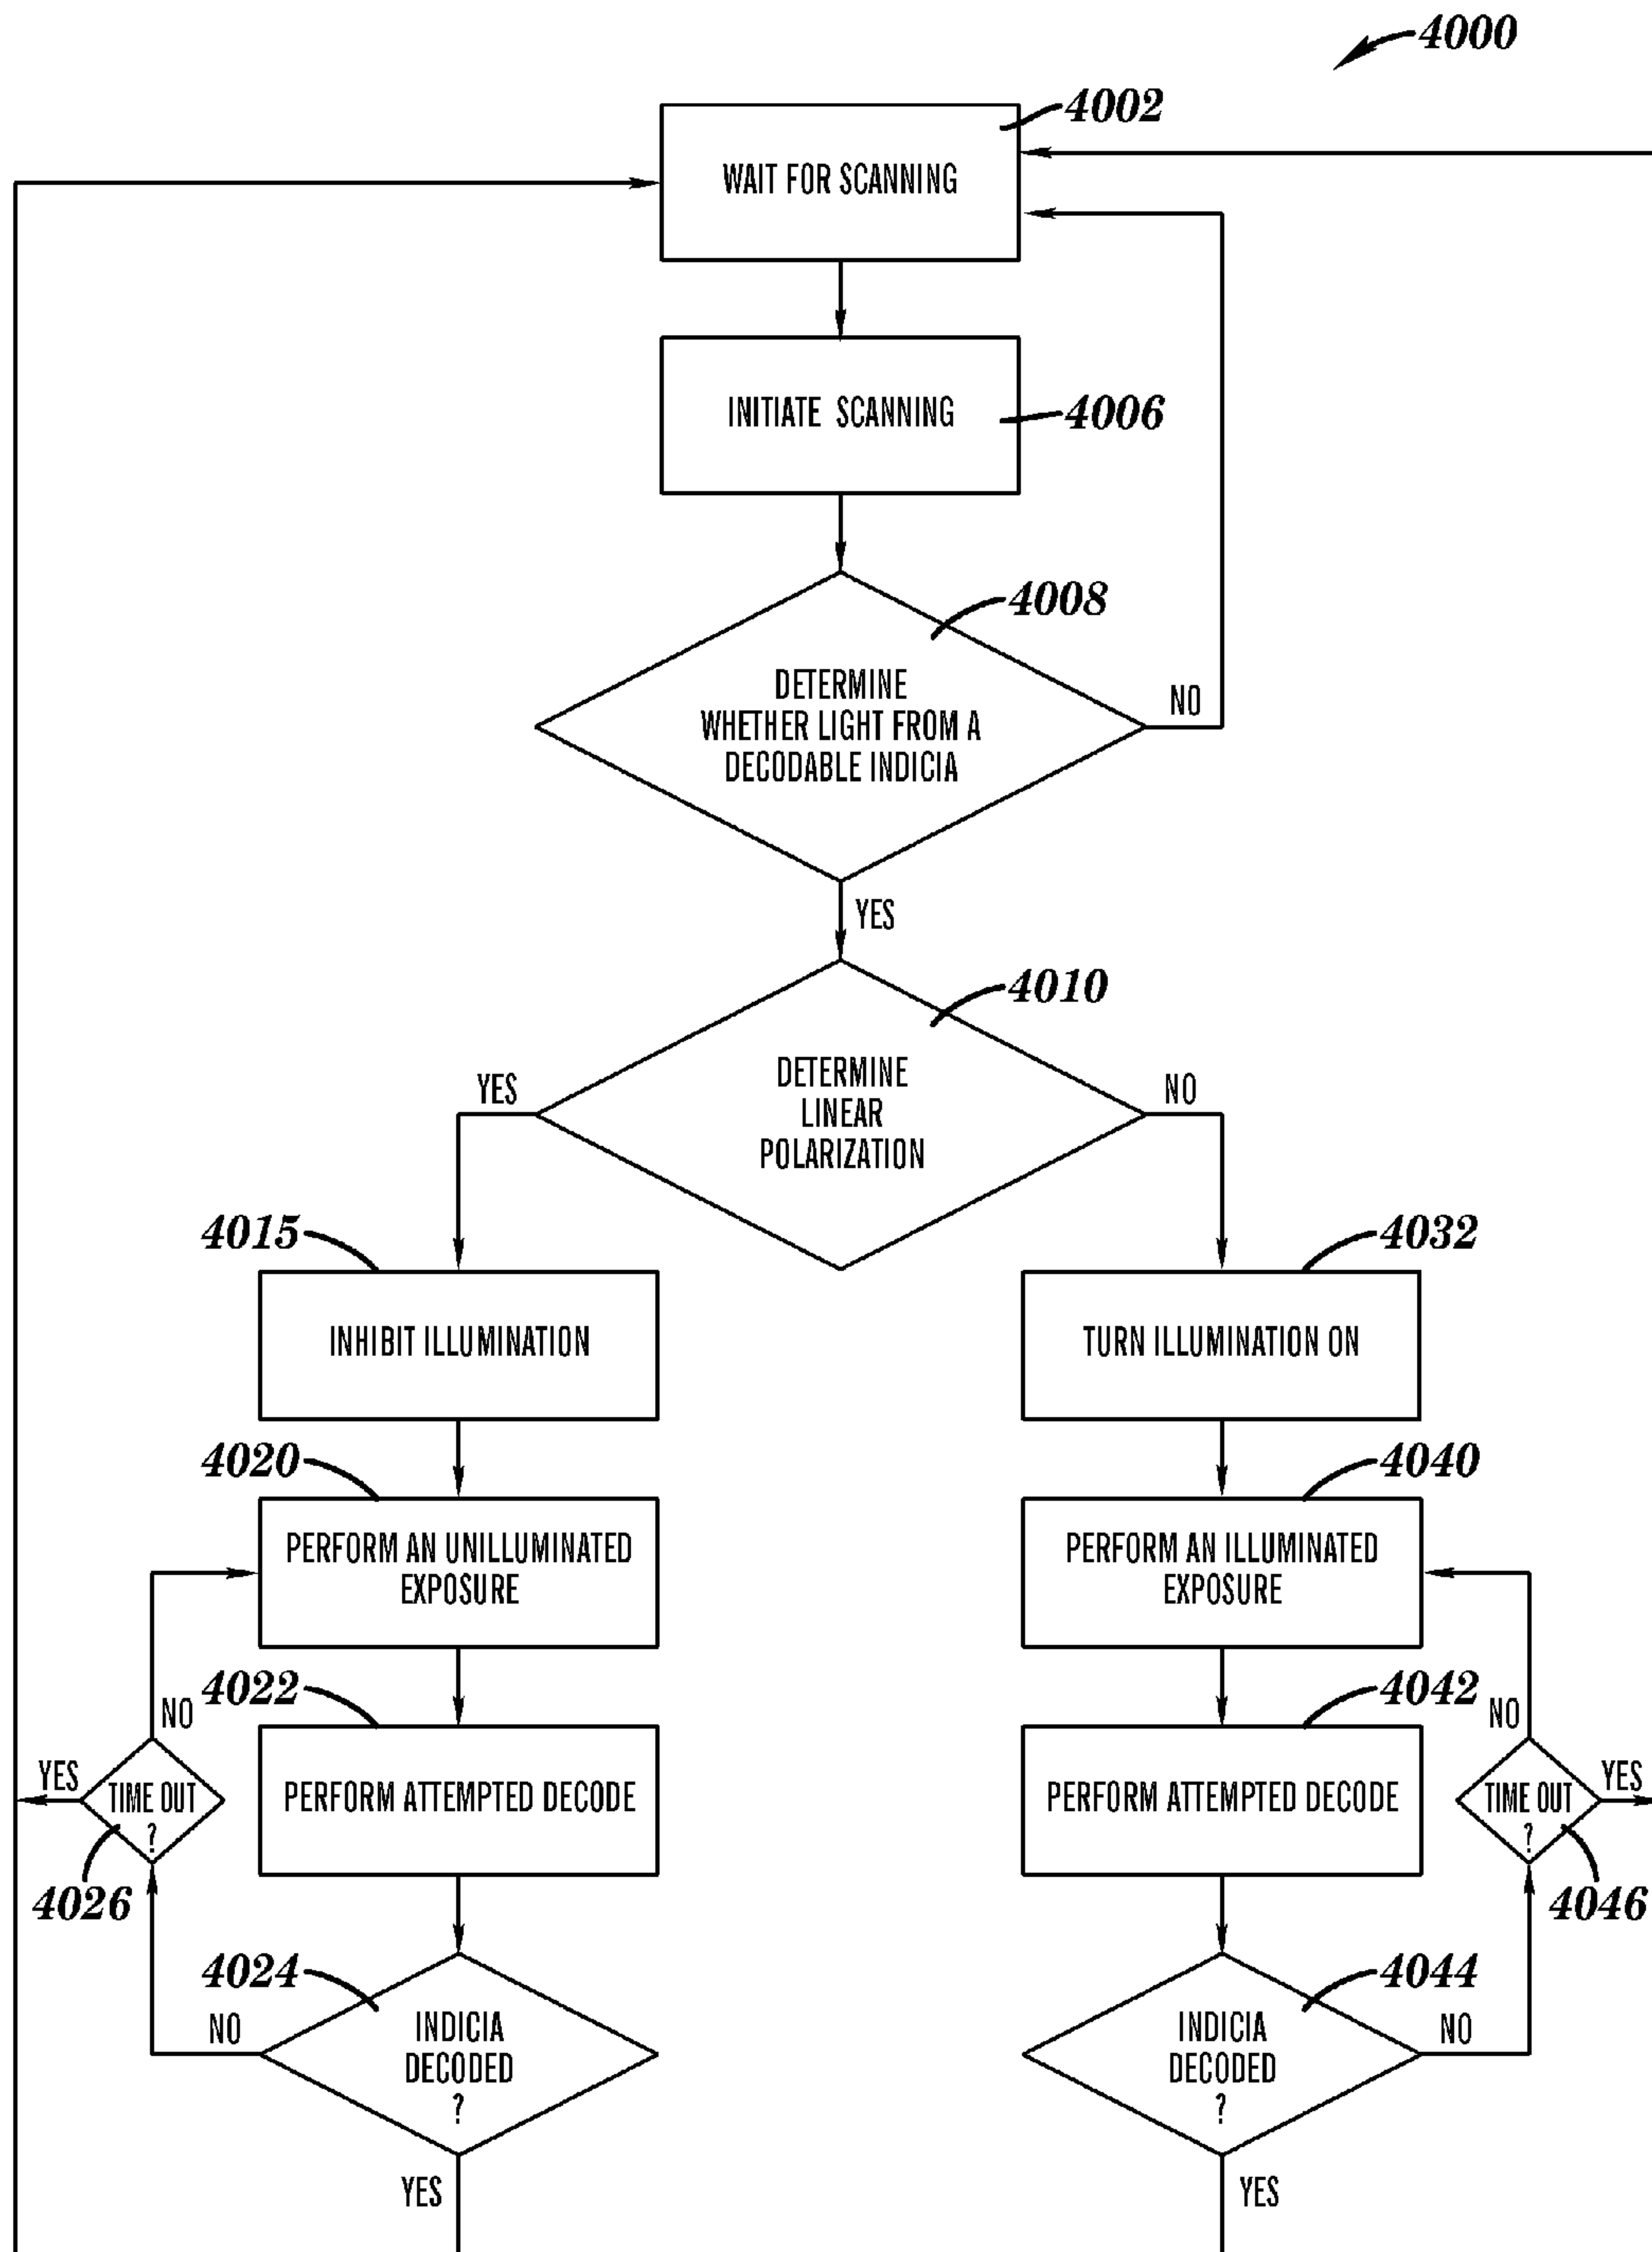 4000
4002
WAIT FOR SCANNING
INITIATE SCANNING
4006
4008
DETERMINE
WHETHER LIGHT FROM A
DECODABLE INDICIA
NO
YES
4010
DETERMINE
LINEAR
POLARIZATION
YES
NO
4015
4032
INHIBIT ILLUMINATION
TURN ILLUMINATION ON
4020
4040
PERFORM AN UNILLUMINATED
EXPOSURE
PERFORM AN ILLUMINATED
EXPOSURE
NO
4022
4042
NO
YES
TIME OUT
?
PERFORM ATTEMPTED DECODE
PERFORM ATTEMPTED DECODE
TIME OUT
?
YES
4026
4046
4024
4044
NO
INDICIA
DECODED
?
INDICIA
DECODED
?
NO
YES
YES